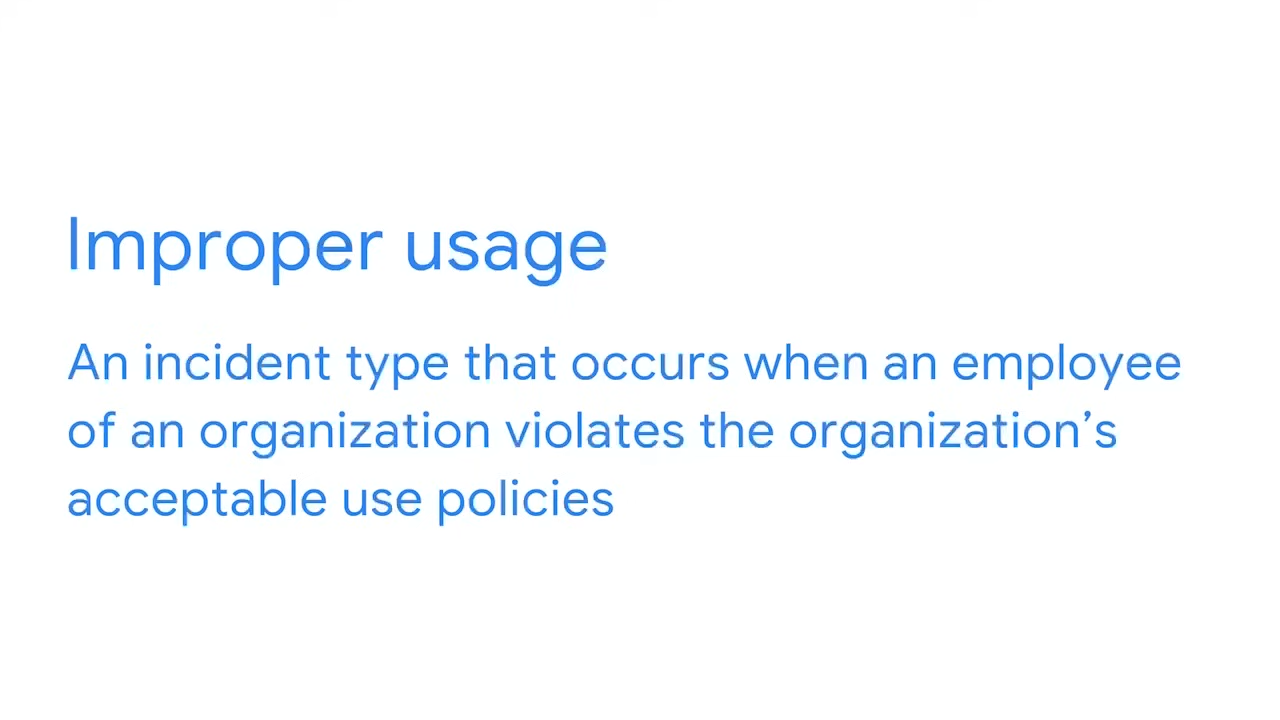 Improper usage
An incident type that occurs when an employee
of an organization violates the organization’s
acceptable use policies